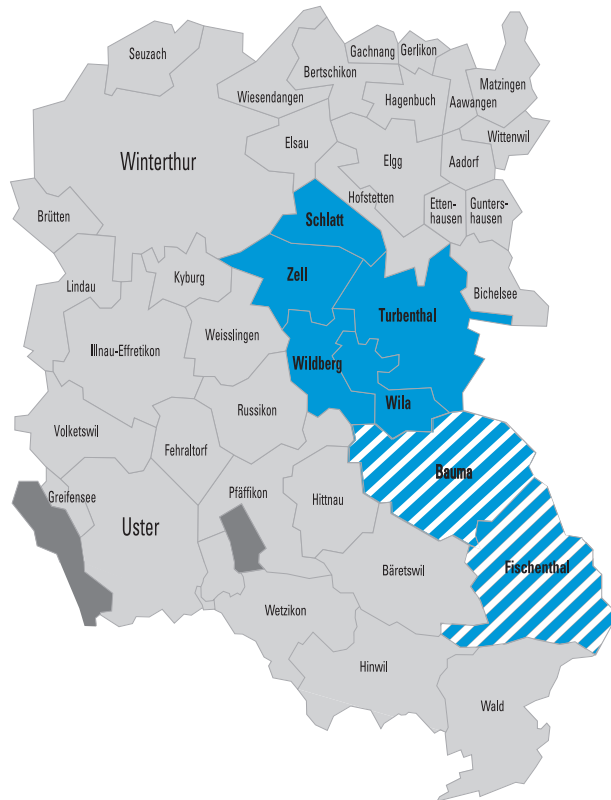 Gachnang
Gerlikon
Seuzach
Bertschikon
Matzingen
Wiesendangen
Hagenbuch
Aawangen
Wittenwil
Elsau
Winterthur
Elgg
Aadorf
Hofstetten
Etten-
hausen
Gunters-
hausen
Brütten
Schlatt
Zell
Kyburg
Lindau
Bichelsee
Turbenthal
Weisslingen
Illnau-Effretikon
Wildberg
Wila
Russikon
Volketswil
Fehraltorf
Bauma
Greifensee
Pfäffikon
Hittnau
Uster
Fischenthal
Bäretswil
Wetzikon
Hinwil
Wald